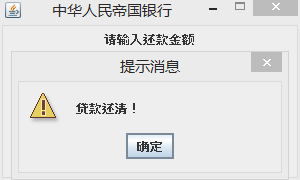 中华人民帝国银行
请输入还款金额
提示消息
贷款还清！
确定